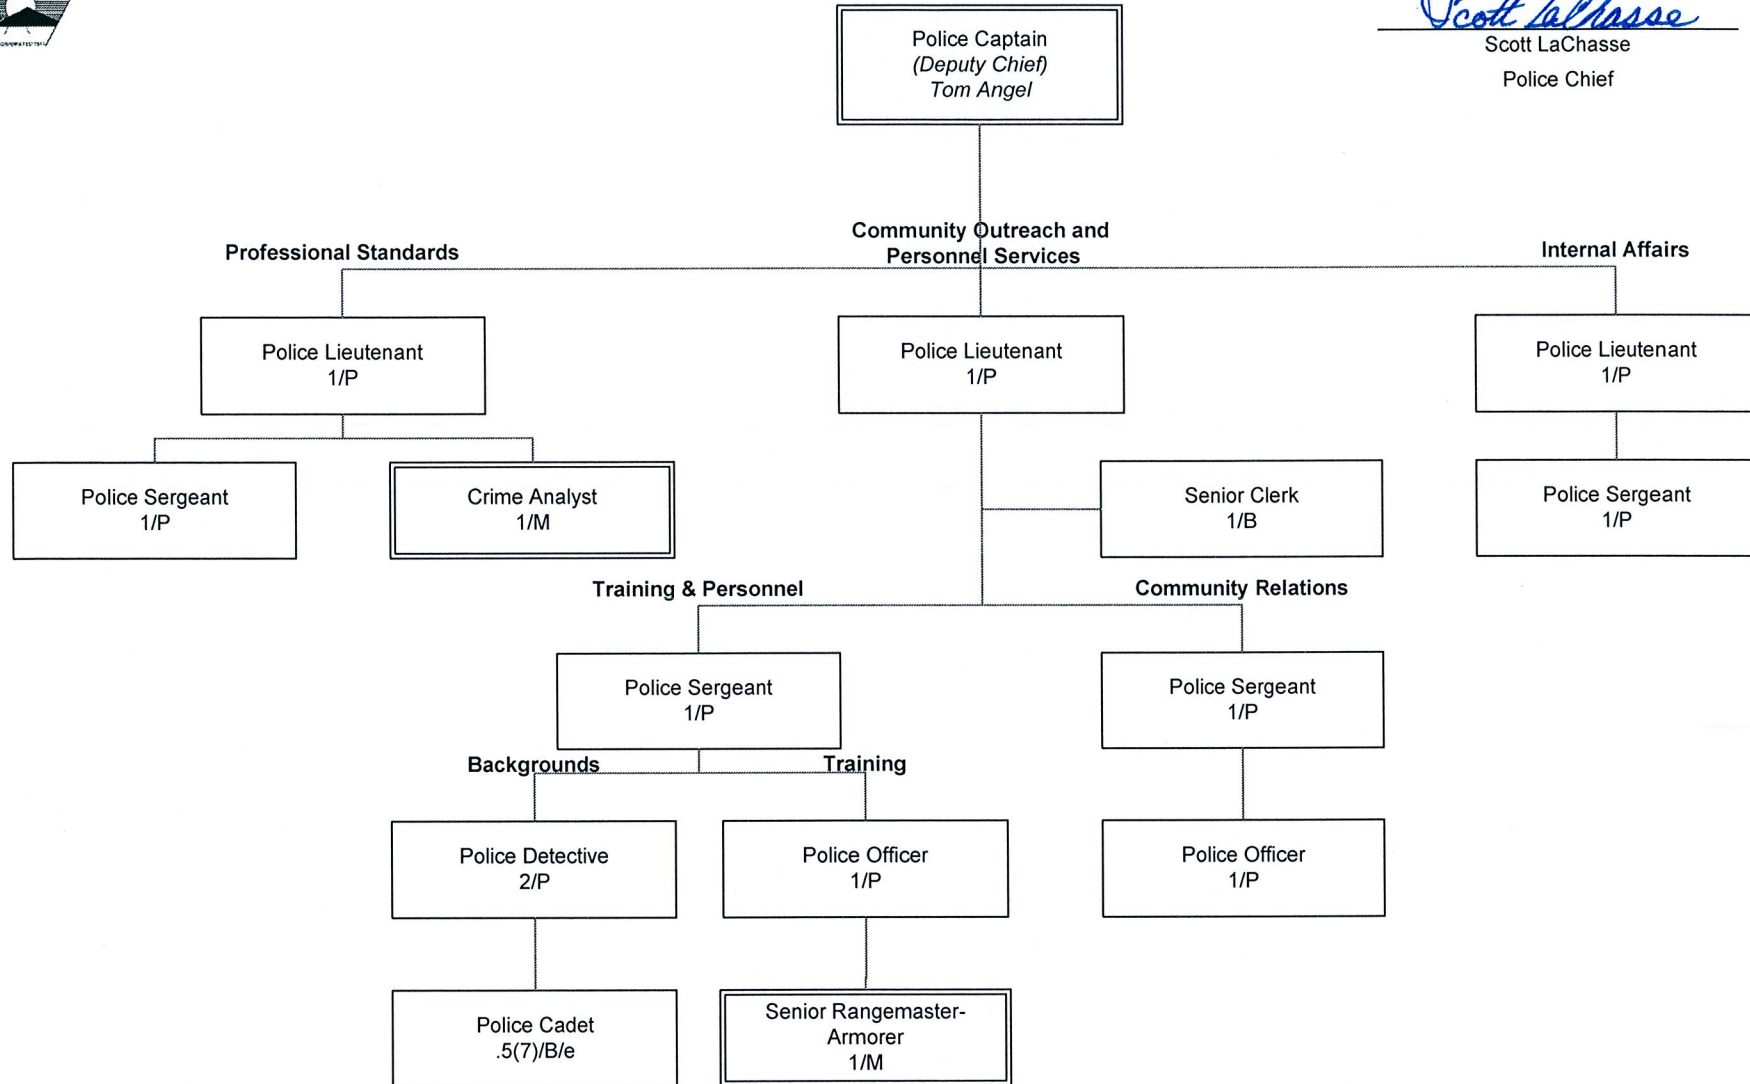 Scott LaChasse
Scott LaChasse
Police Chief
Police Captain
(Deputy Chief)
Tom Angel
Professional Standards
Community Outreach and
Personnel Services
Internal Affairs
Police Lieutenant
1/P
Police Lieutenant
1/P
Police Lieutenant
1/P
Police Sergeant
1/P
Crime Analyst
1/M
Senior Clerk
1/B
Police Sergeant
1/P
Training & Personnel
Community Relations
Police Sergeant
1/P
Police Sergeant
1/P
Backgrounds
Training
Police Detective
2/P
Police Officer
1/P
Police Officer
1/P
Police Cadet
.5(7)/B/e
Senior Rangemaster-
Armorer
1/M